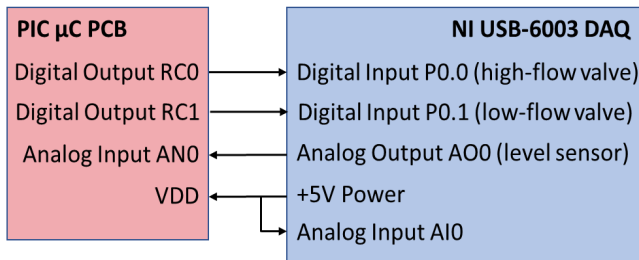 PIC µC PCB
Digital Output RC0
Digital Output RC1
Analog Input AN0
VDD
NI USB-6003 DAQ
Digital Input P0.0 (high-flow valve)
Digital Input P0.1 (low-flow valve)
Analog Output AO0 (level sensor)
+5V Power
Analog Input AI0